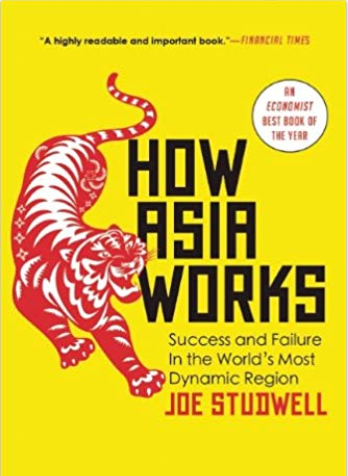 "A highly readable and important book."—FINANCIAL TIMES
AN
ECONOMIST
BEST BOOK OF
THE YEAR
HOW
ASIA
WORKS
Success and Failure
In the World's Most
Dynamic Region
JOE STUDWELL